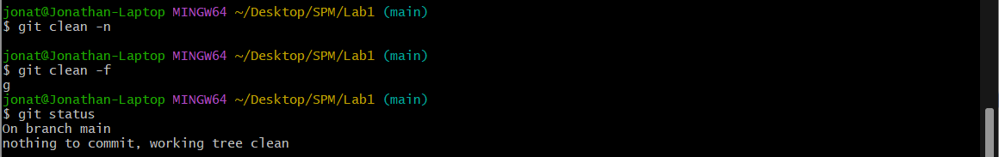 jonat@Jonathan-Laptop MINGW64 ~/Desktop/SPM/Lab1 (main)
$ git clean -n
jonat@Jonathan-Laptop MINGW64 ~/Desktop/SPM/Lab1 (main)
$ git clean -f
g
jonat@Jonathan-Laptop MINGW64 ~/Desktop/SPM/Lab1 (main)
$ git status
On branch main
nothing to commit, working tree clean